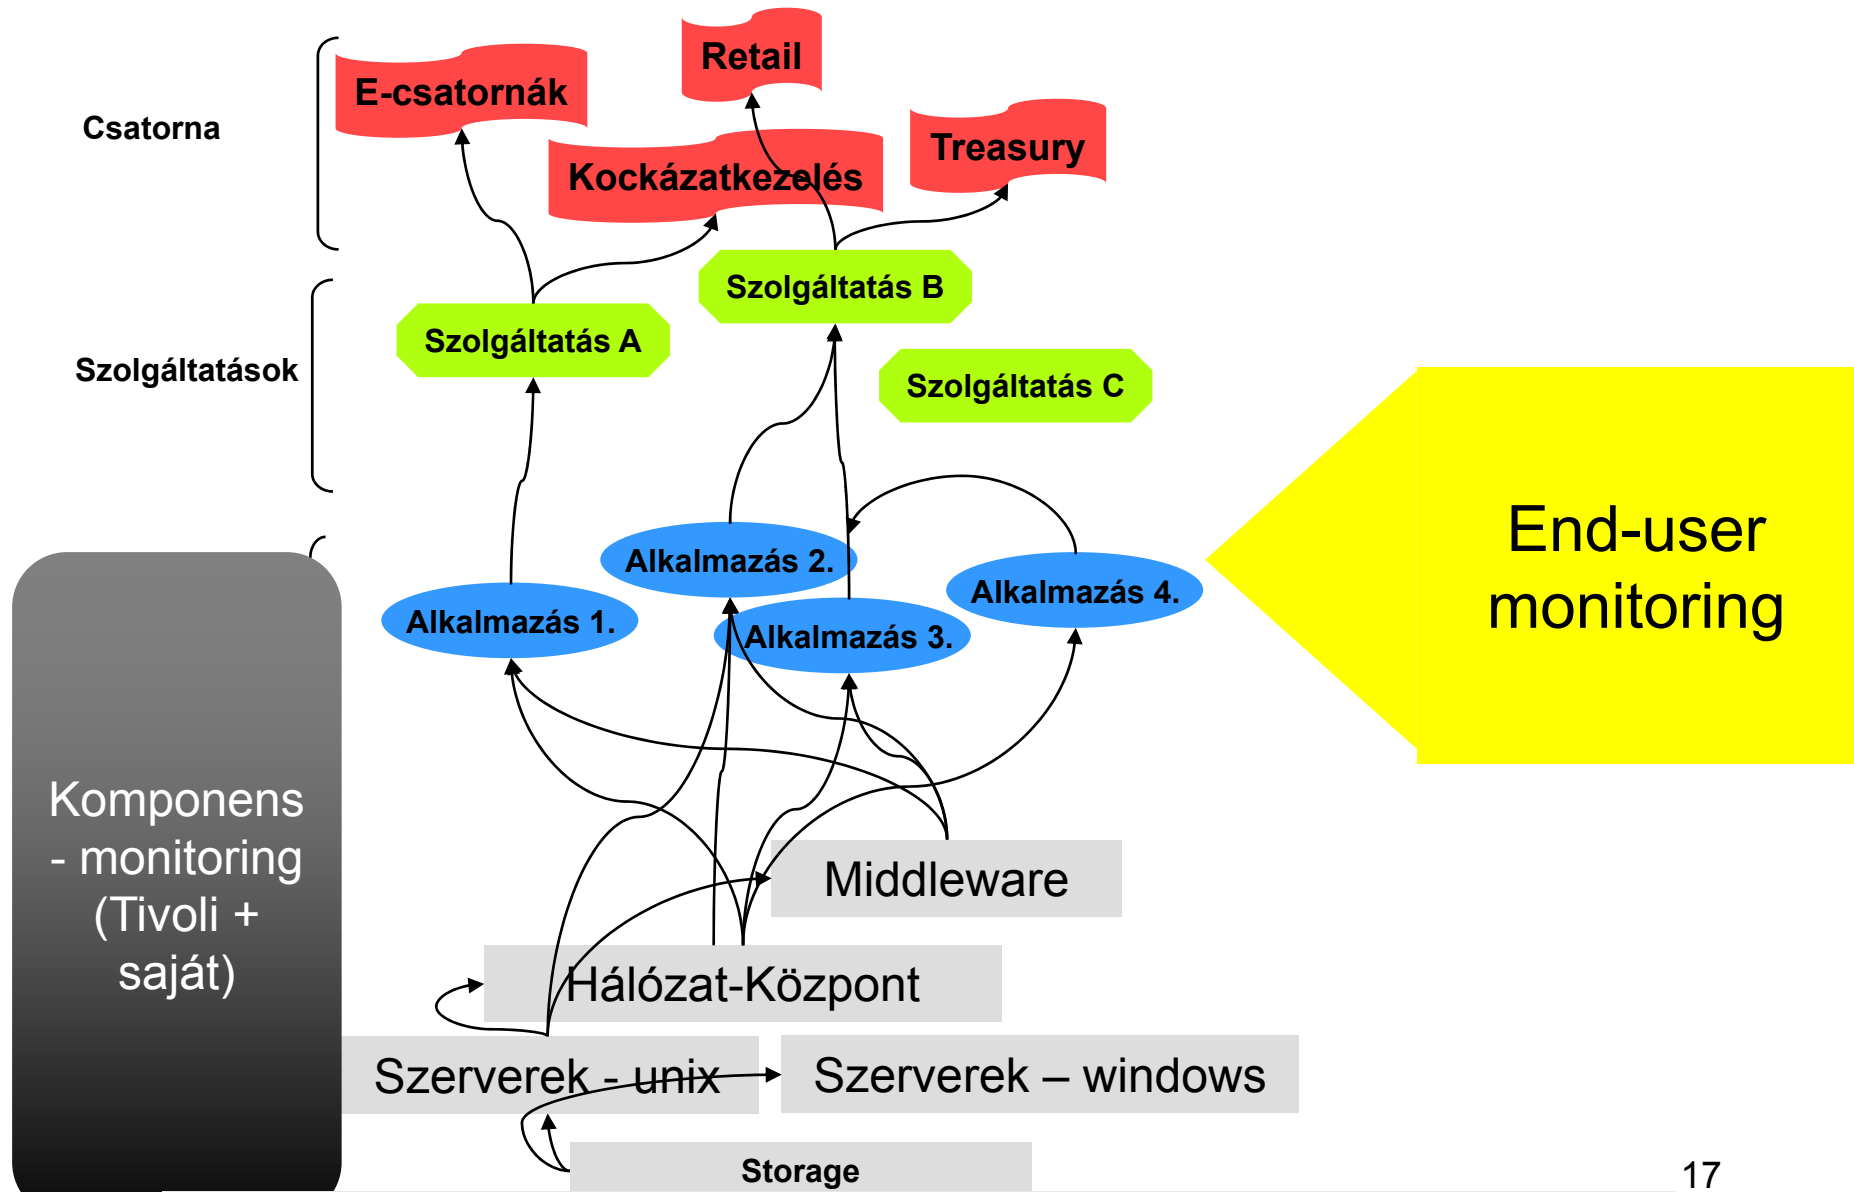 Retail
E-csatornák
Csatorna
Treasury
Kockázatkezelés
Szolgáltatás B
Szolgáltatás A
Szolgáltatások
Szolgáltatás C
End-user
monitoring
Alkalmazás 2.
Alkalmazás 4.
Alkalmazás 1.
Alkalmazás 3.
Komponens
- monitoring
(Tivoli +
saját)
Middleware
Hálózat-Központ
Szerverek - unix
Szerverek – windows
Storage
17